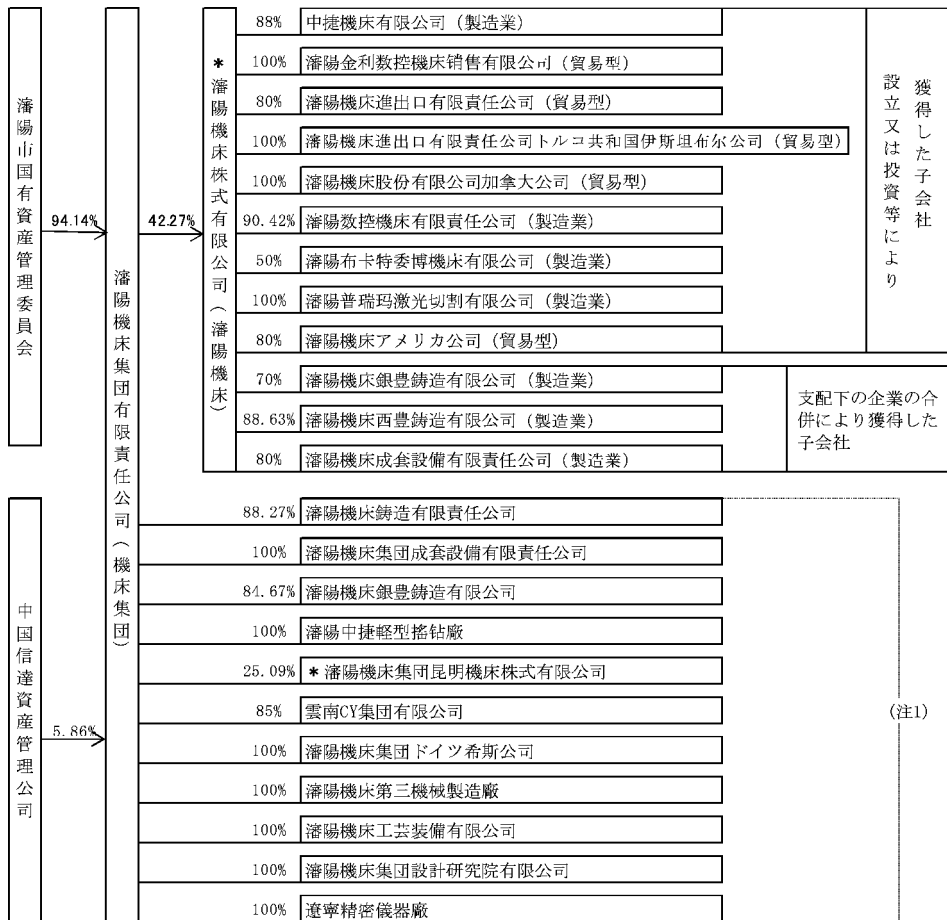 瀋陽市国有資産管理委員会
94.14%
中国信達資産管理公司
5.86%
瀋陽機床集団有限責任公司（機床集団）
42.27%
＊瀋陽機床株式有限公司（瀋陽機床）
88% 中捷機床有限公司（製造業）
100% 瀋陽金利数控機床销售有限公司（貿易型）
80% 瀋陽機床進出口有限責任公司（貿易型）
100% 瀋陽機床進出口有限責任公司トルコ共和国伊斯坦布尔公司（貿易型）
100% 瀋陽機床股份有限公司加拿大公司（貿易型）
90.42% 瀋陽数控機床有限責任公司（製造業）
50% 瀋陽布卡特委博機床有限公司（製造業）
100% 瀋陽普瑞玛激光切割有限公司（製造業）
80% 瀋陽機床アメリカ公司（貿易型）
設立又は投資等により
獲得した子会社
70% 瀋陽機床銀豊鋳造有限公司（製造業）
88.63% 瀋陽機床西豊鋳造有限公司（製造業）
80% 瀋陽機床成套設備有限責任公司（製造業）
支配下の企業の合
併により獲得した
子会社
88.27% 瀋陽機床鋳造有限責任公司
100% 瀋陽機床集団成套設備有限責任公司
84.67% 瀋陽機床銀豊鋳造有限公司
100% 瀋陽中捷軽型搖钻廠
25.09% ＊瀋陽機床集団昆明機床株式有限公司
85% 雲南CY集団有限公司
100% 瀋陽機床集団ドイツ希斯公司
100% 瀋陽機床第三機械製造廠
100% 瀋陽機床工芸装備有限公司
100% 瀋陽機床集団設計研究院有限公司
100% 遼寧精密儀器廠
(注1)